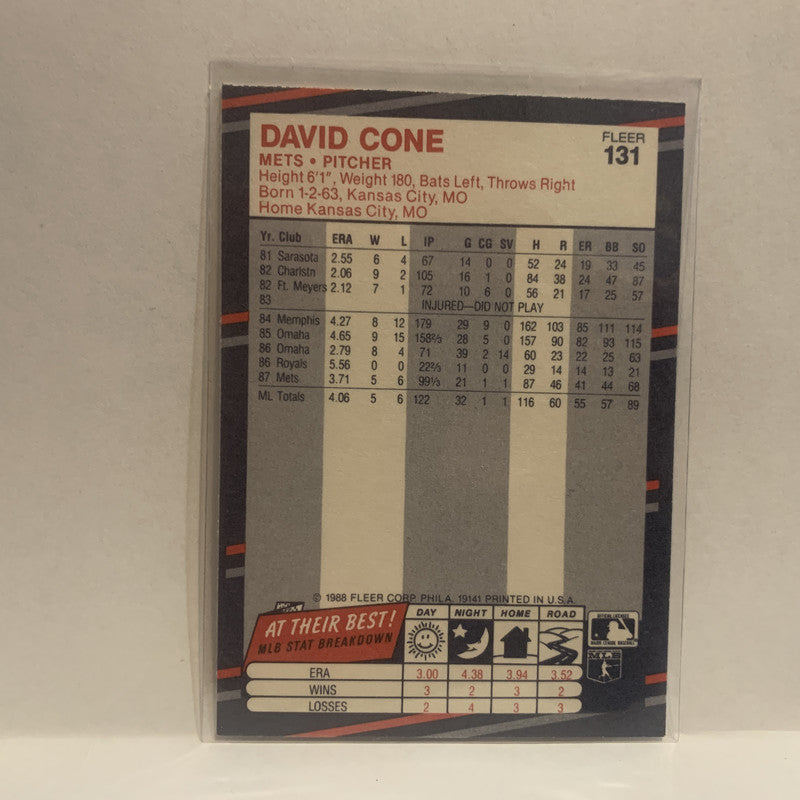 DAVID CONE
FLEER
131
METS • PITCHER
Height 6'1", Weight 180, Bats Left, Throws Right
Born 1-2-63, Kansas City, MO
Home Kansas City, MO
Yr. Club ERA W L IP G CG SV H R ER BB SO
81 Sarasota 2.55 6 4 67 14 0 0 52 24 19 33 45
82 Charlstn 2.06 9 2 105 16 1 0 84 38 24 47 87
82 Ft. Meyers 2.12 7 1 72 10 6 0 56 21 17 25 57
83 INJURED—DID NOT PLAY
84 Memphis 4.27 8 12 179 29 9 0 162 103 85 111 114
85 Omaha 4.65 9 15 158⅔ 28 5 0 157 90 82 93 115
86 Omaha 2.79 8 4 71 39 2 14 60 23 22 25 63
86 Royals 5.56 0 0 22⅔ 11 0 0 29 14 14 13 21
87 Mets 3.71 5 6 99⅓ 21 1 1 87 46 41 44 68
ML Totals 4.06 5 6 122 32 1 1 116 60 55 57 89
© 1988 FLEER CORP. PHILA. 19141 PRINTED IN U.S.A.
AT THEIR BEST!
MLB STAT BREAKDOWN
DAY NIGHT HOME ROAD
ERA 3.00 4.38 3.94 3.52
WINS 3 2 3 2
LOSSES 2 4 3 3
OFFICIAL LICENSEE
MAJOR LEAGUE BASEBALL